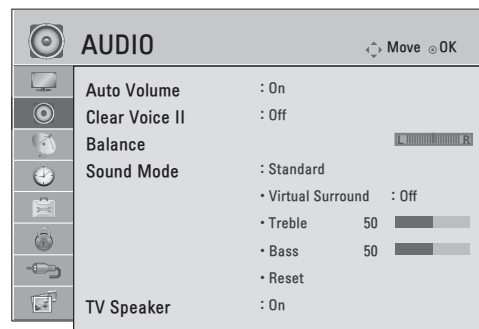 AUDIO Move OK
Auto Volume : On
Clear Voice II : Off
Balance L R
Sound Mode : Standard
• Virtual Surround : Off
• Treble 50
• Bass 50
• Reset
TV Speaker : On